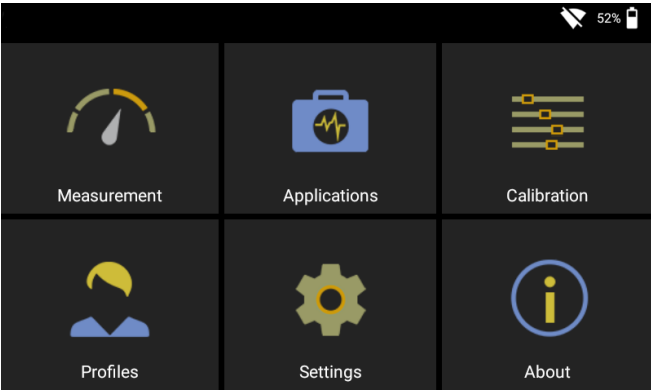 52%
Measurement
Applications
Calibration
Profiles
Settings
About